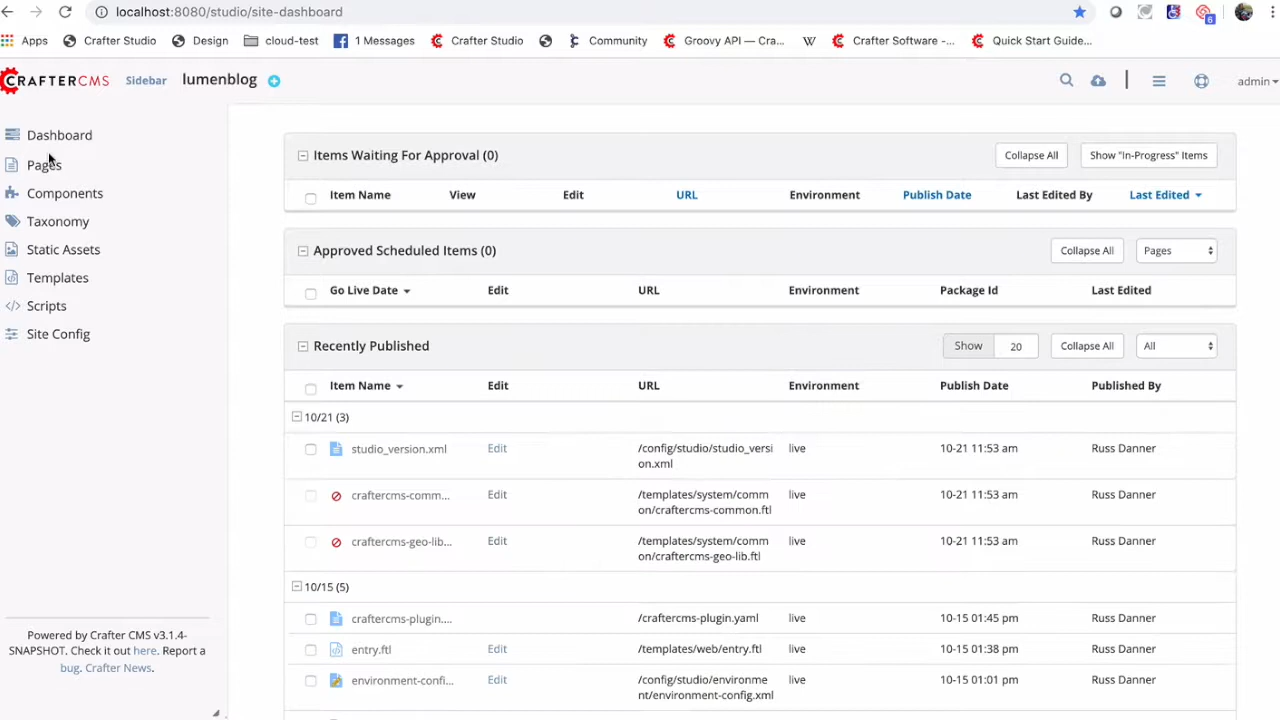 localhost:8080/studio/site-dashboard
6
Apps Crafter Studio Design cloud-test 1 Messages Crafter Studio Community Groovy API — Cra... Crafter Software -... Quick Start Guide...
CRAFTERCMS Sidebar lumenblog admin
Dashboard
Pages
Components
Taxonomy
Static Assets
Templates
Scripts
Site Config
Powered by Crafter CMS v3.1.4-
SNAPSHOT. Check it out here. Report a
bug. Crafter News.
Items Waiting For Approval (0) Collapse All Show "In-Progress" Items
Item Name View Edit URL Environment Publish Date Last Edited By Last Edited
Approved Scheduled Items (0) Collapse All Pages
Go Live Date Edit URL Environment Package Id Last Edited
Recently Published Show 20 Collapse All All
Item Name Edit URL Environment Publish Date Published By
10/21 (3)
studio_version.xml Edit /config/studio/studio_versi live 10-21 11:53 am Russ Danner
on.xml
craftercms-comm... Edit /templates/system/comm live 10-21 11:53 am Russ Danner
on/craftercms-common.ftl
craftercms-geo-lib... Edit /templates/system/comm live 10-21 11:53 am Russ Danner
on/craftercms-geo-lib.ftl
10/15 (5)
craftercms-plugin.... /craftercms-plugin.yaml live 10-15 01:45 pm Russ Danner
entry.ftl Edit /templates/web/entry.ftl live 10-15 01:38 pm Russ Danner
environment-confi... Edit /config/studio/environme live 10-15 01:01 pm Russ Danner
nt/environment-config.xml